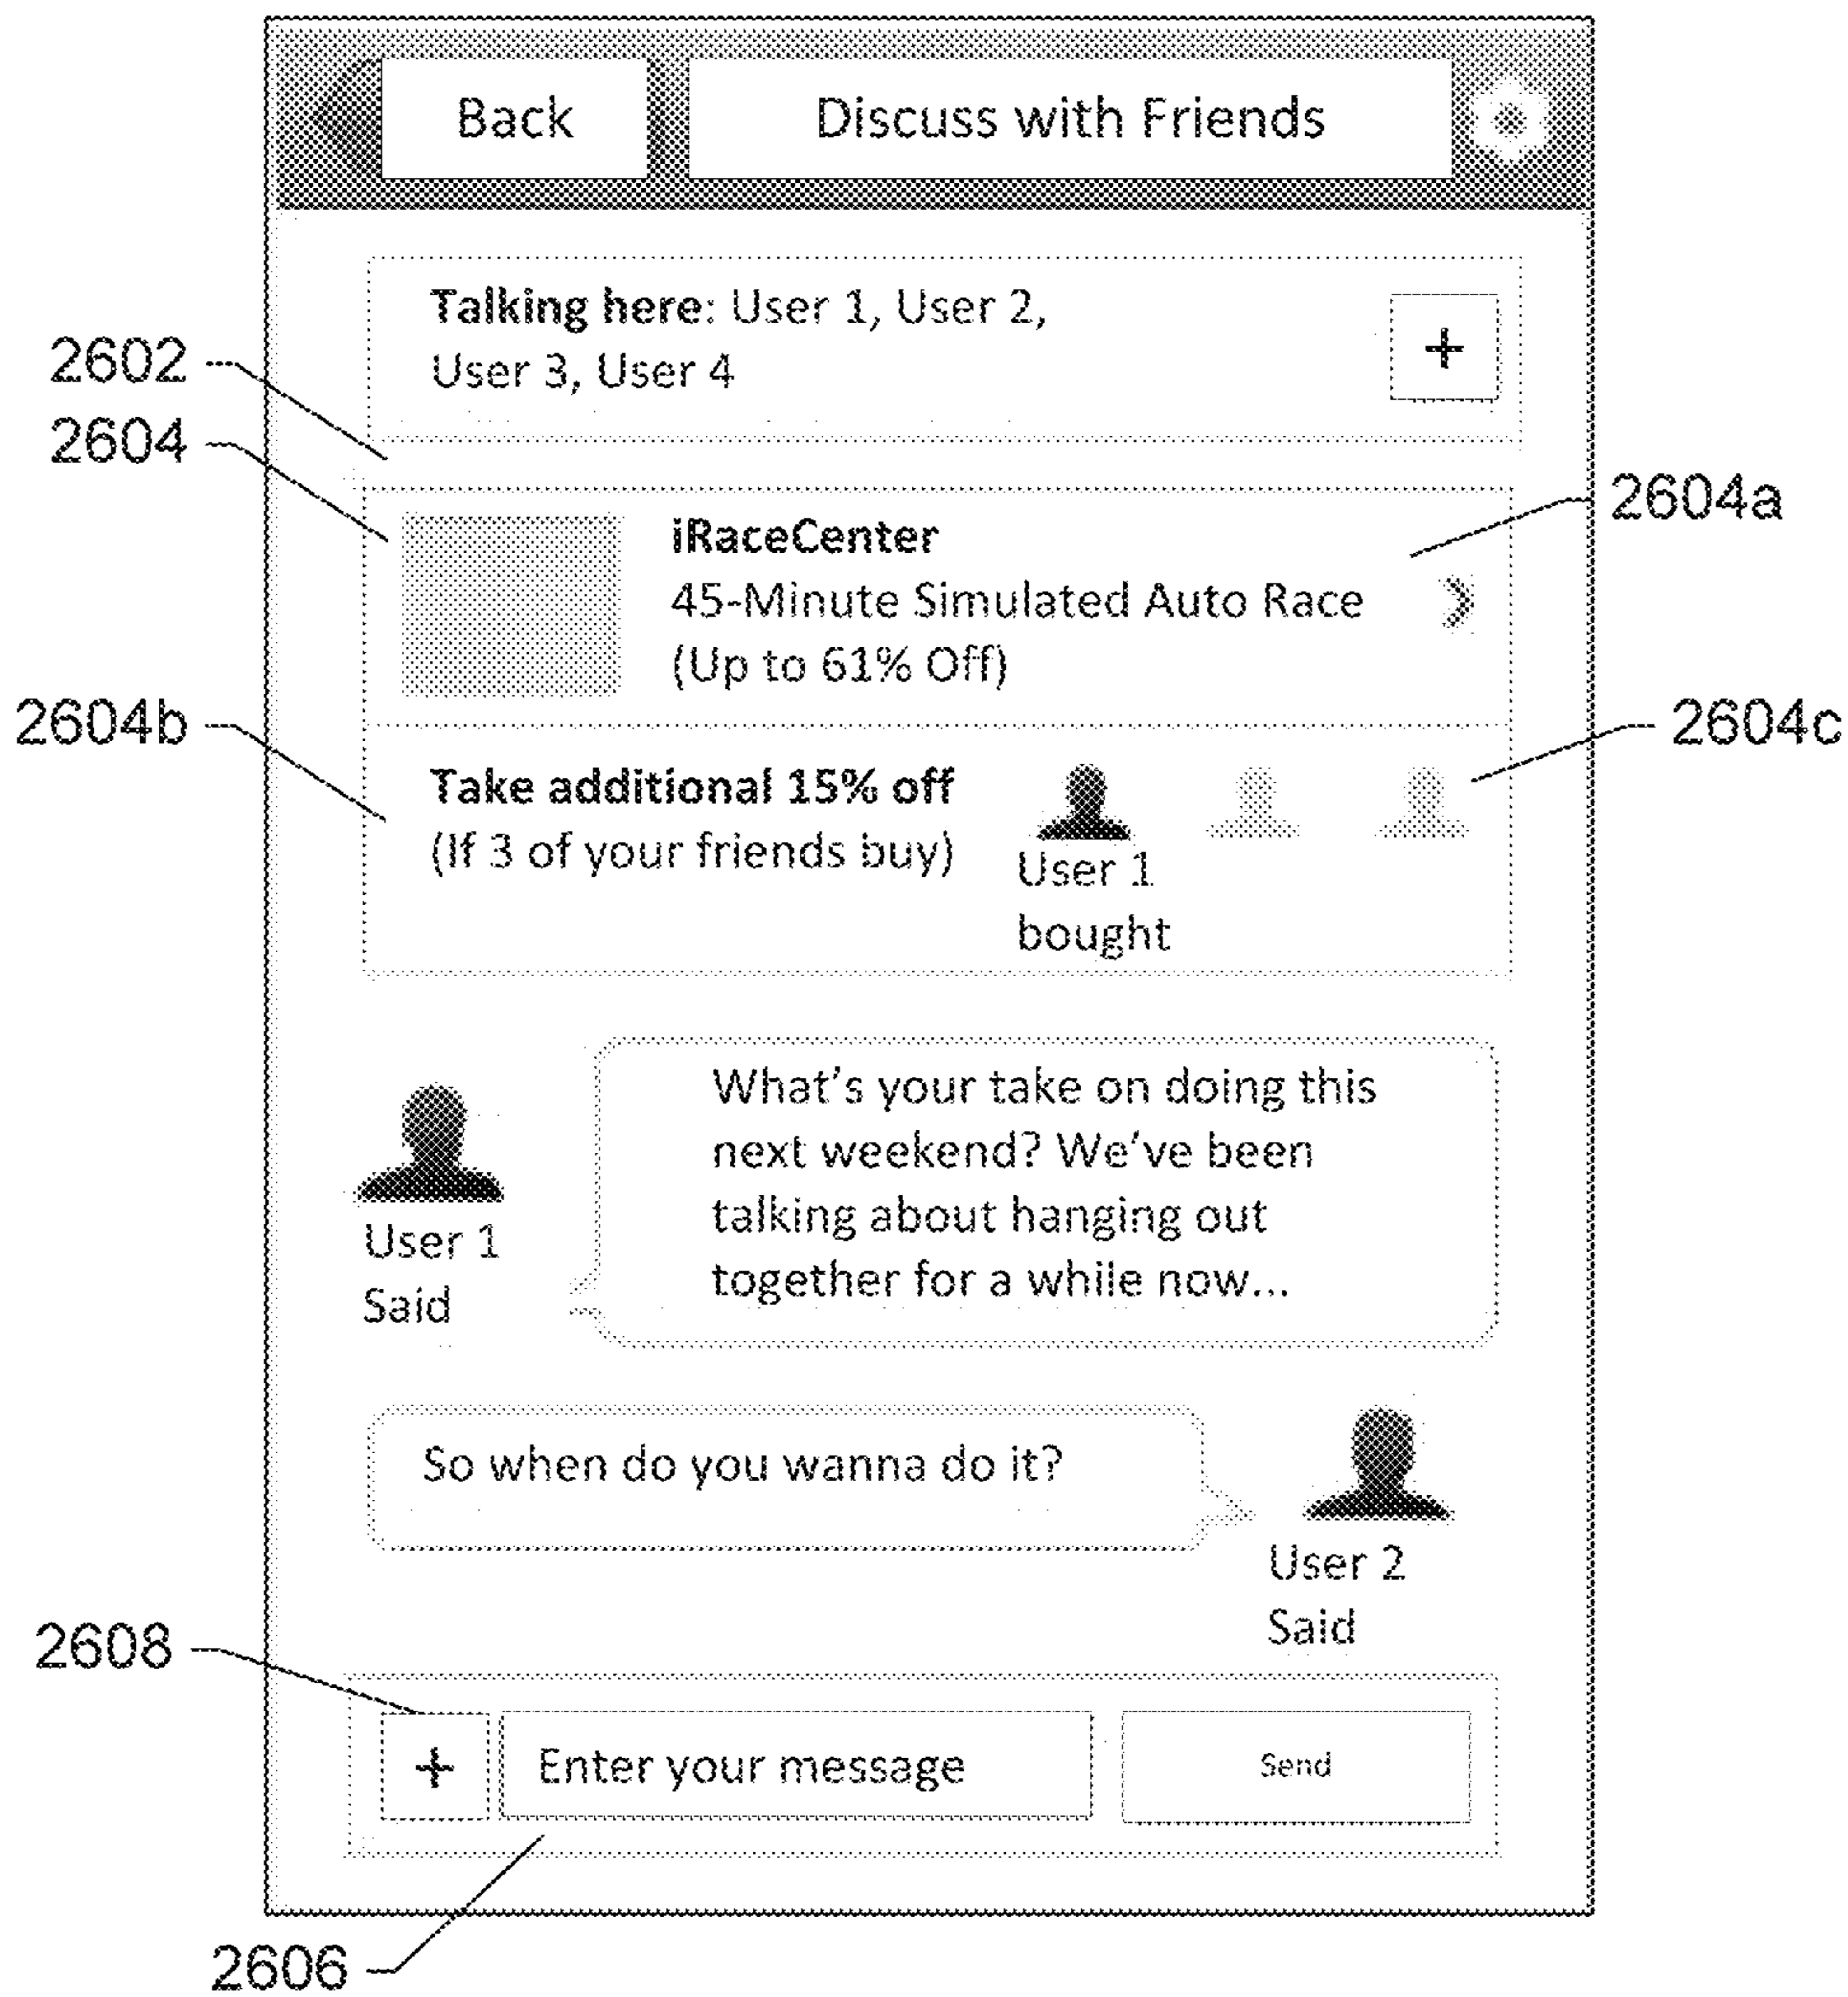 Back
Discuss with Friends
Talking here: User 1, User 2,
User 3, User 4
+
2602
2604
iRaceCenter
45-Minute Simulated Auto Race
(Up to 61% Off)
2604a
2604b
Take additional 15% off
(If 3 of your friends buy)
User 1
bought
2604c
What's your take on doing this
next weekend? We've been
talking about hanging out
together for a while now...
User 1
Said
So when do you wanna do it?
User 2
Said
2608
+
Enter your message
Send
2606